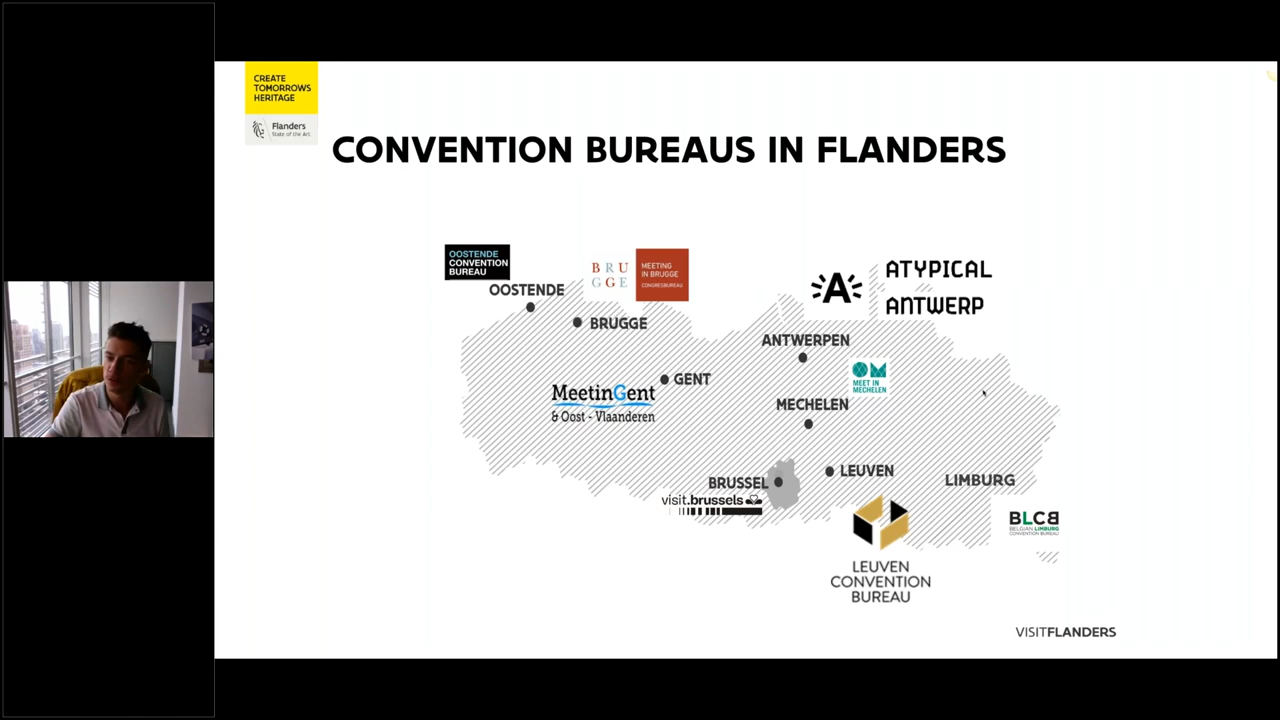 CREATE
TOMORROWS
HERITAGE
Flanders
State of the Art
CONVENTION BUREAUS IN FLANDERS
OOSTENDE
CONVENTION
BUREAU
BRU
GGE
MEETING
IN BRUGGE
CONGRESBUREAU
A
ATYPICAL
ANTWERP
OOSTENDE
BRUGGE
ANTWERPEN
OM
MEET IN
MECHELEN
GENT
MeetinGent
& Oost - Vlaanderen
MECHELEN
LEUVEN
BRUSSEL
LIMBURG
visit.brussels
BLCB
BELGIAN LIMBURG
CONVENTION BUREAU
LEUVEN
CONVENTION
BUREAU
VISITFLANDERS